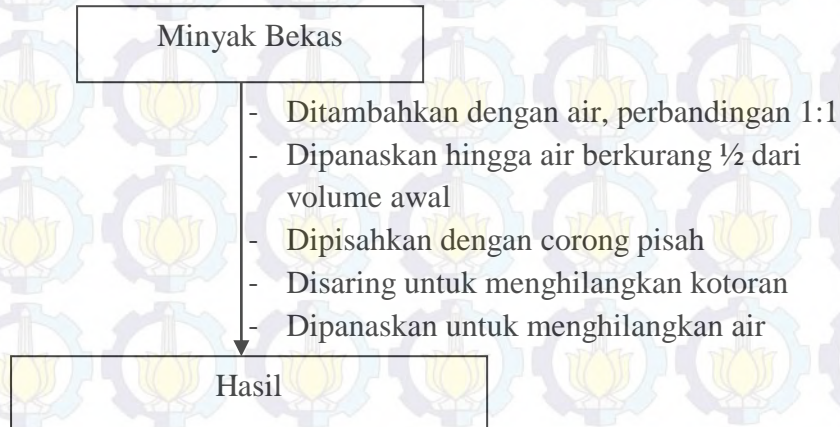 Minyak Bekas
- Ditambahkan dengan air, perbandingan 1:1
- Dipanaskan hingga air berkurang ½ dari
volume awal
- Dipisahkan dengan corong pisah
- Disaring untuk menghilangkan kotoran
- Dipanaskan untuk menghilangkan air
Hasil